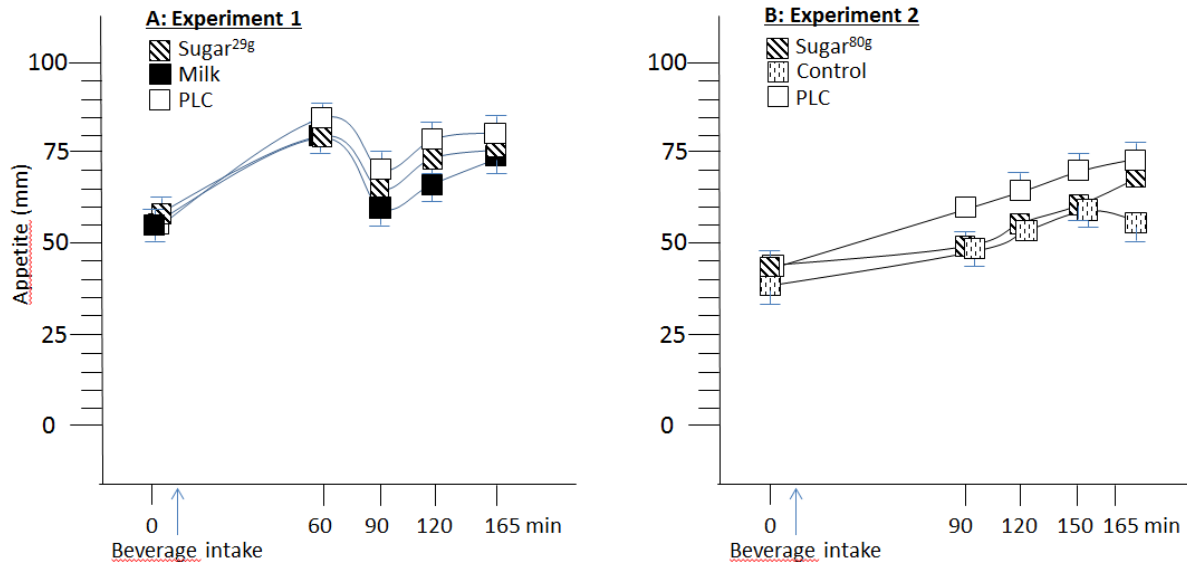 A: Experiment 1
Sugar29g
Milk
PLC
100
75
50
25
0
Appetite (mm)
0 60 90 120 165 min
Beverage intake
B: Experiment 2
Sugar80g
Control
PLC
100
75
50
25
0
0 90 120 150 165 min
Beverage intake